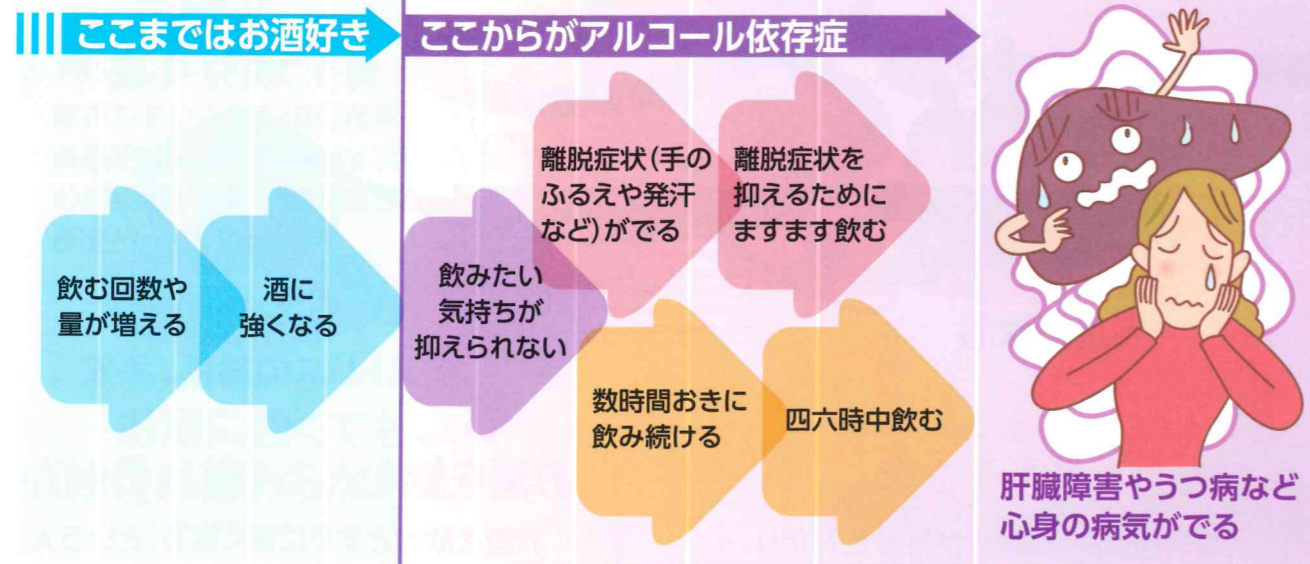 ここまではお酒好き
ここからがアルコール依存症
飲む回数や
量が増える
酒に
強くなる
飲みたい
気持ちが
抑えられない
離脱症状(手の
ふるえや発汗
など)がでる
離脱症状を
抑えるために
ますます飲む
数時間おきに
飲み続ける
四六時中飲む
肝臓障害やうつ病など
心身の病気がでる